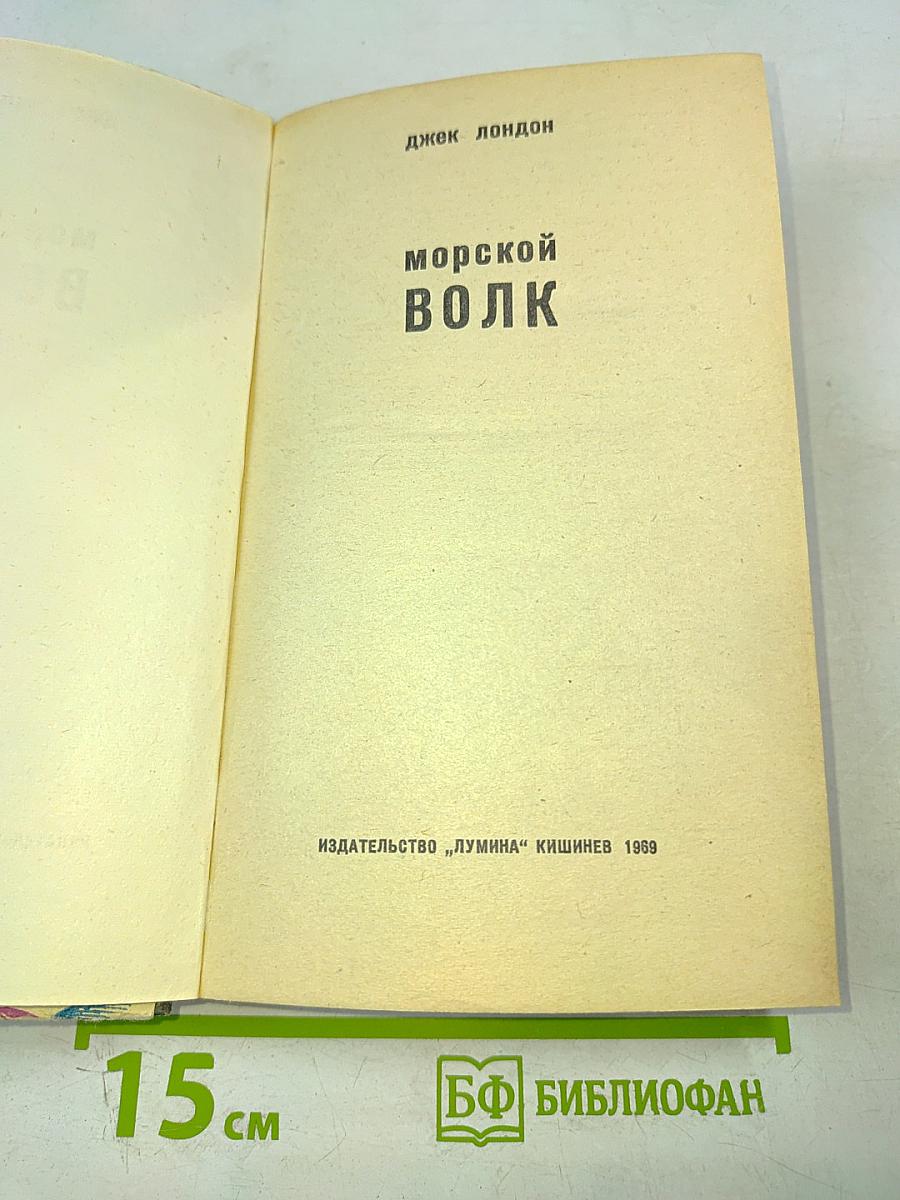 джек лондон
морской
ВОЛК
ИЗДАТЕЛЬСТВО „ЛУМИНА“ КИШИНЕВ 1969
15 см
БФ БИБЛИОФАН